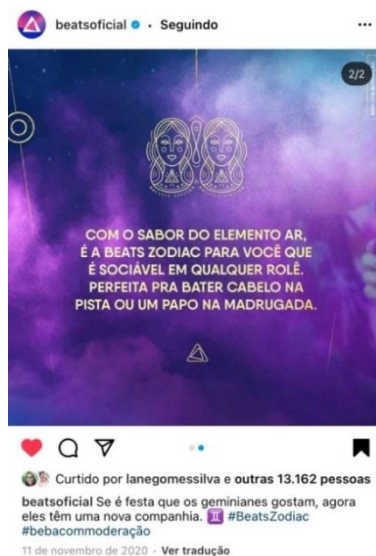 beatsoficial • Seguindo
2/2
COM O SABOR DO ELEMENTO AR,
É A BEATS ZODIAC PARA VOCÊ QUE
É SOCIÁVEL EM QUALQUER ROLÊ.
PERFEITA PRA BATER CABELO NA
PISTA OU UM PAPO NA MADRUGADA.
Curtido por lanegomessilva e outras 13.162 pessoas
beatsoficial Se é festa que os geminianes gostam, agora
eles têm uma nova companhia. ♊ #BeatsZodiac
#bebacommoderação
11 de novembro de 2020 • Ver tradução